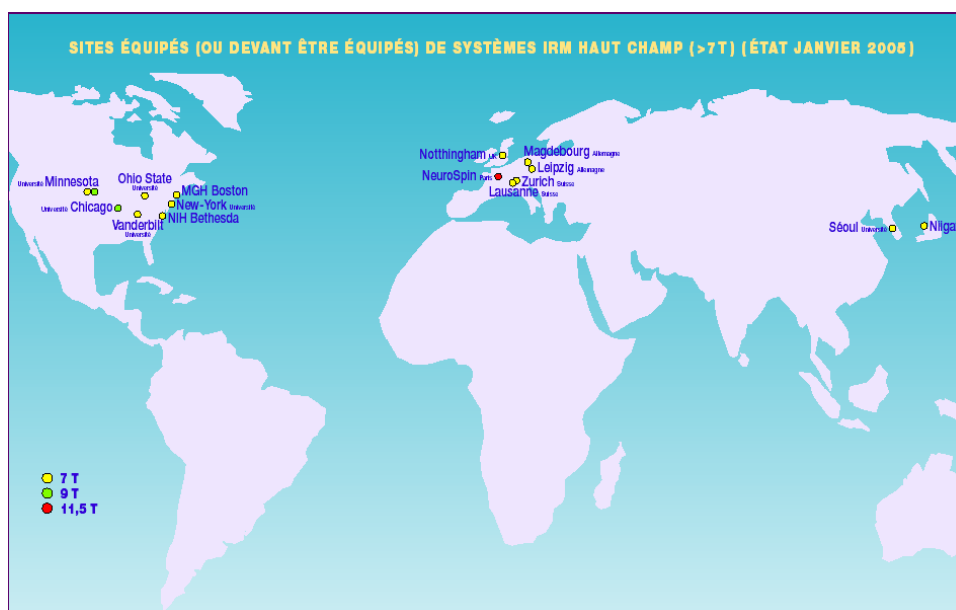 SITES ÉQUIPÉS (OU DEVANT ÊTRE ÉQUIPÉS) DE SYSTÈMES IRM HAUT CHAMP (>7T) (ÉTAT JANVIER 2005)
Notthingham UK
Magdebourg Allemagne
Leipzig Allemagne
NeuroSpin Paris
Zurich Suisse
Lausanne Suisse
Université Minnesota
Ohio State
Université
MGH Boston
New-York Université
Université Chicago
NIH Bethesda
Vanderbilt
Université
Séoul Université
Niiga
7 T
9 T
11,5 T